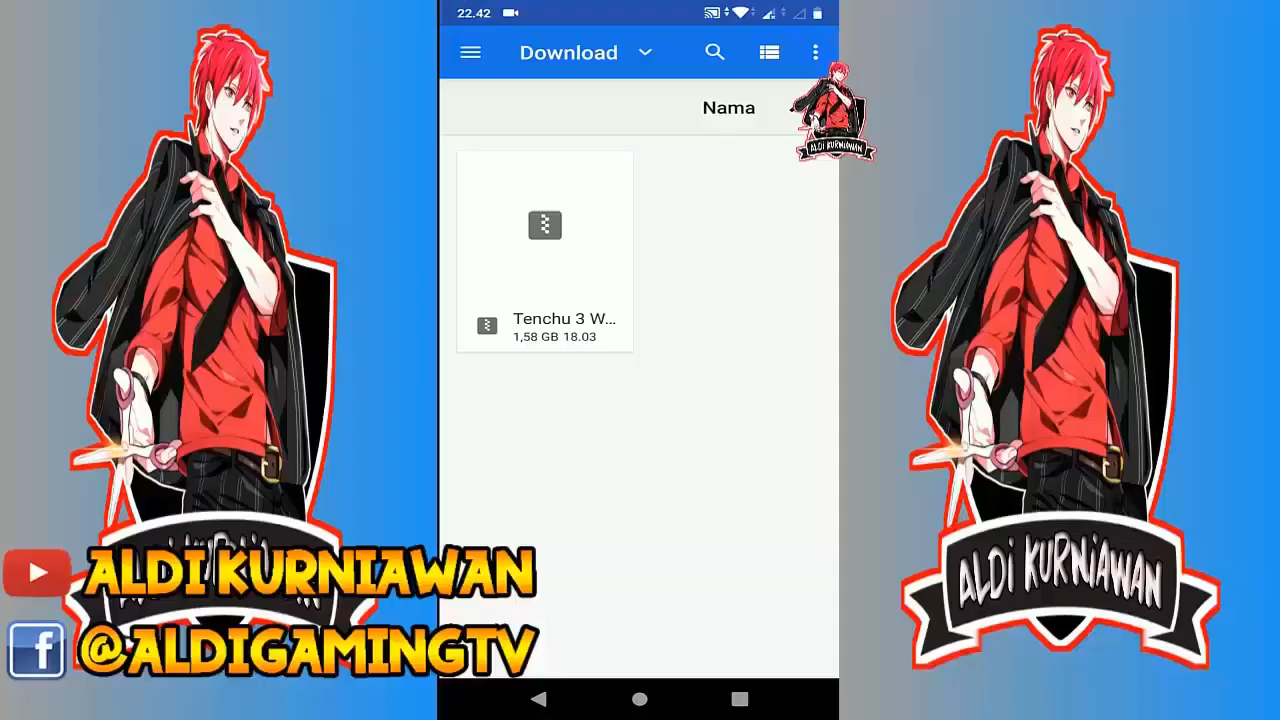 22.42
Download
Nama
ALDI KURNIAWAN
Tenchu 3 W...
1,58 GB 18.03
ALDI KURNIAWAN
ALDI KURNIAWAN
@ALDIGAMINGTV